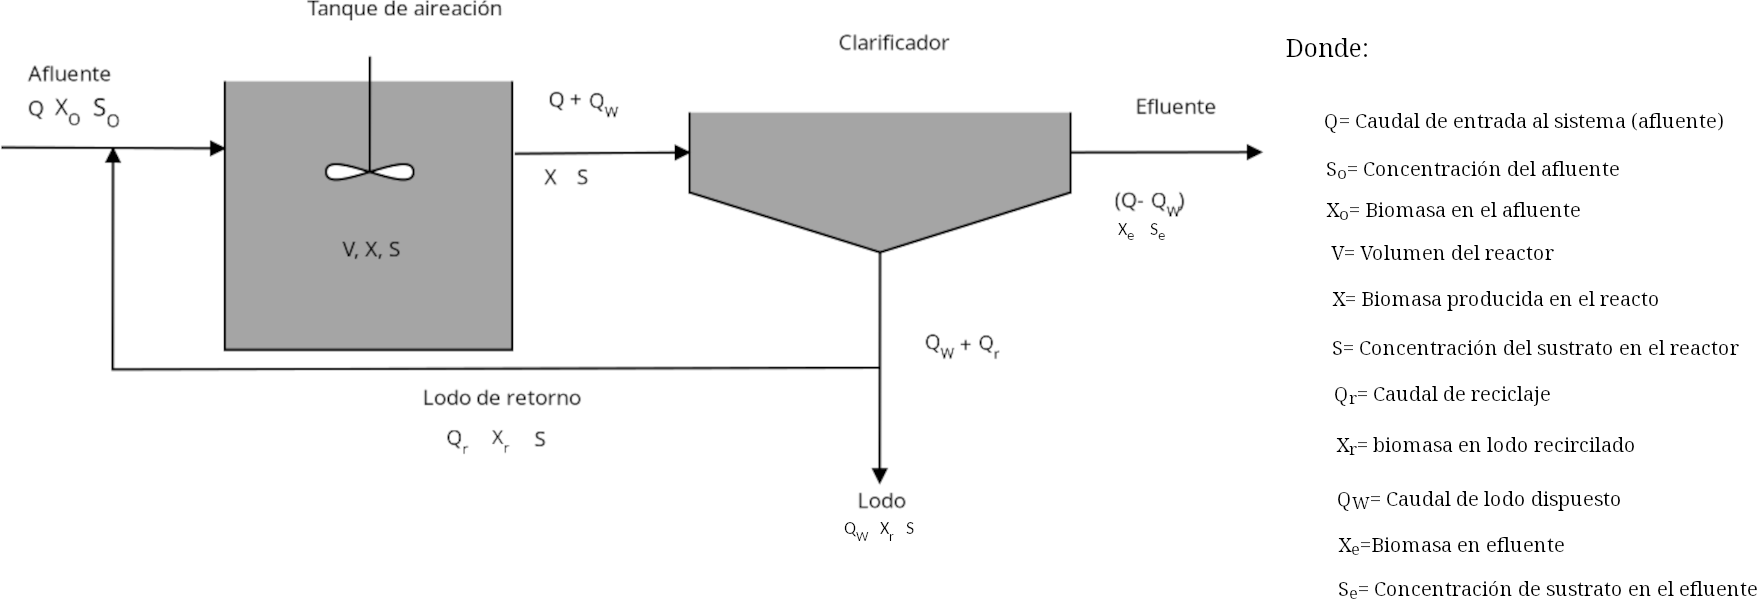 Tanque de aireación
Clarificador
Afluente
Q X_O S_O
Q + Q_W
X S
V, X, S
Efluente
(Q- Q_W)
X_e S_e
Q_W + Q_r
Lodo de retorno
Q_r X_r S
Lodo
Q_W X_r S
Donde:
Q= Caudal de entrada al sistema (afluente)
S_o= Concentración del afluente
X_o= Biomasa en el afluente
V= Volumen del reactor
X= Biomasa producida en el reacto
S= Concentración del sustrato en el reactor
Q_r= Caudal de reciclaje
X_r= biomasa en lodo recircilado
Q_W= Caudal de lodo dispuesto
X_e=Biomasa en efluente
S_e= Concentración de sustrato en el efluente